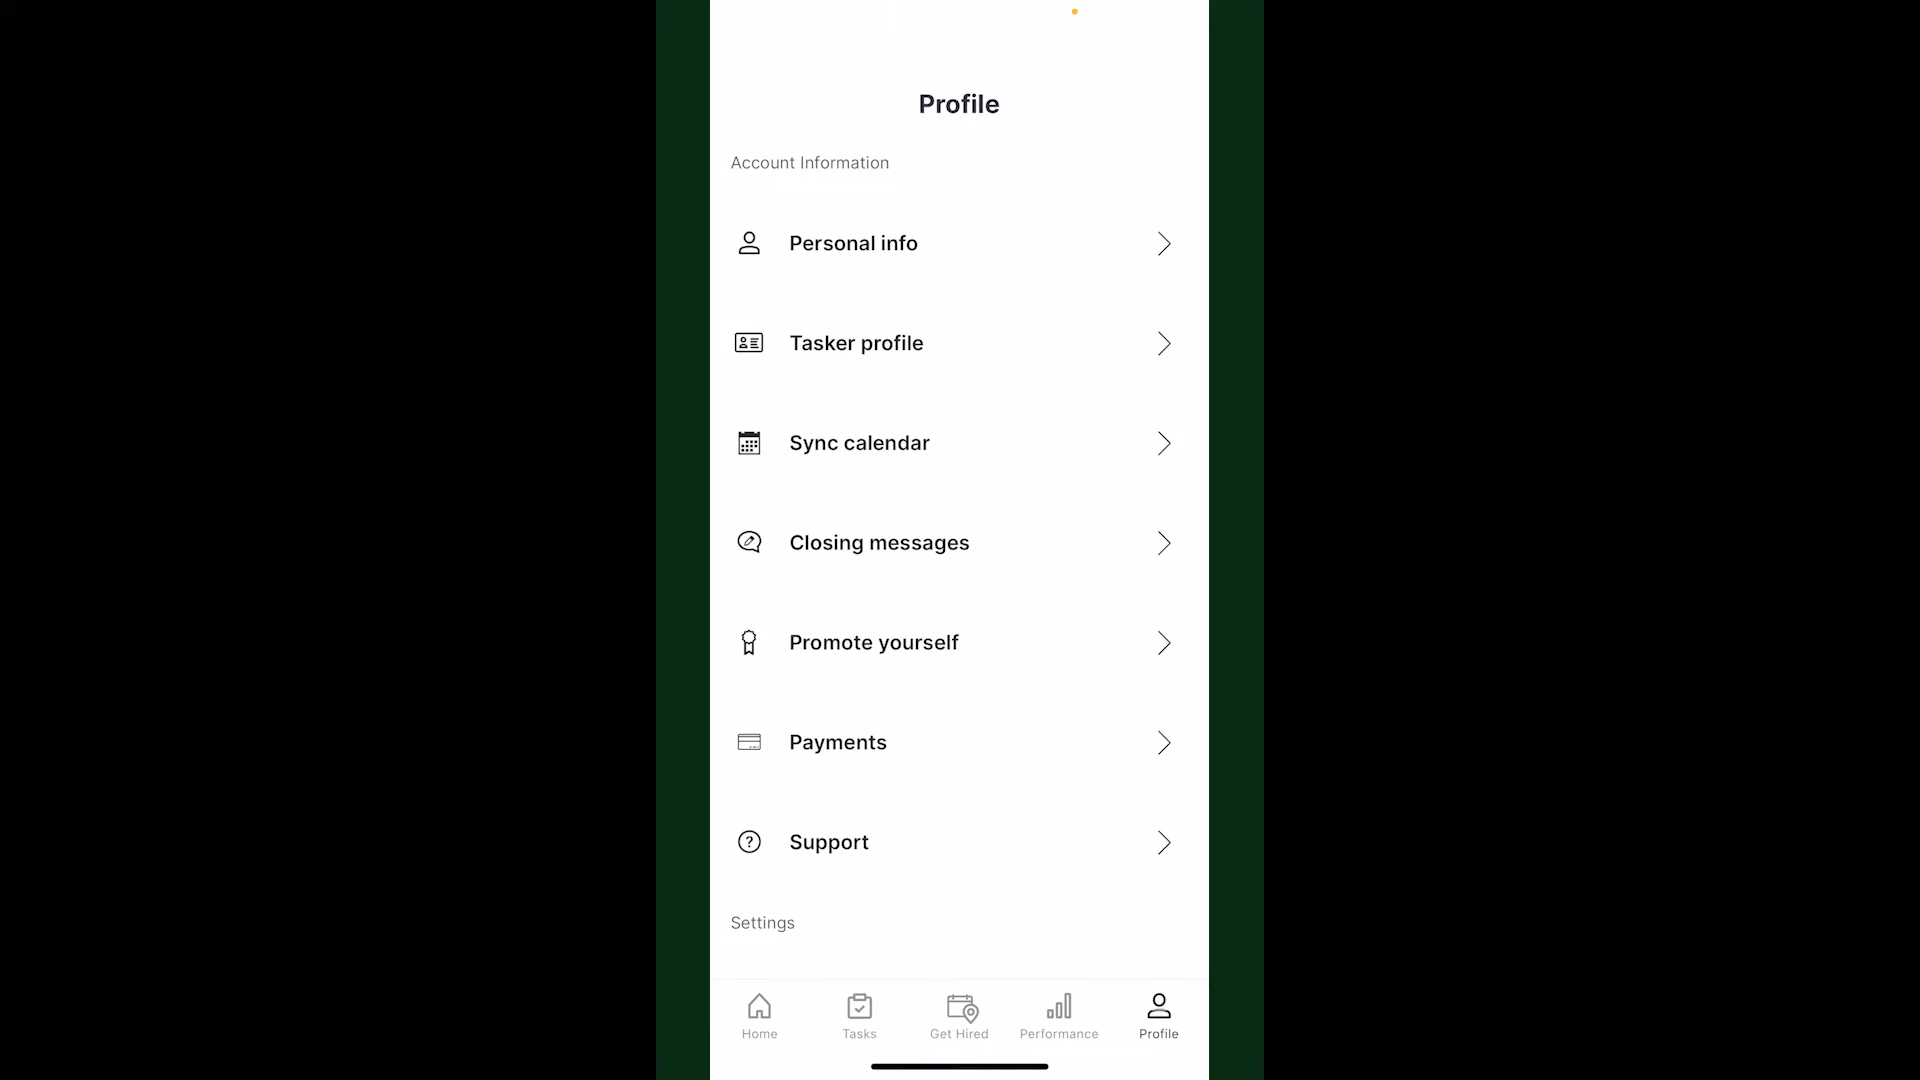 Profile
Account Information
Personal info
Tasker profile
Sync calendar
Closing messages
Promote yourself
Payments
Support
Settings
Home
Tasks
Get Hired
Performance
Profile